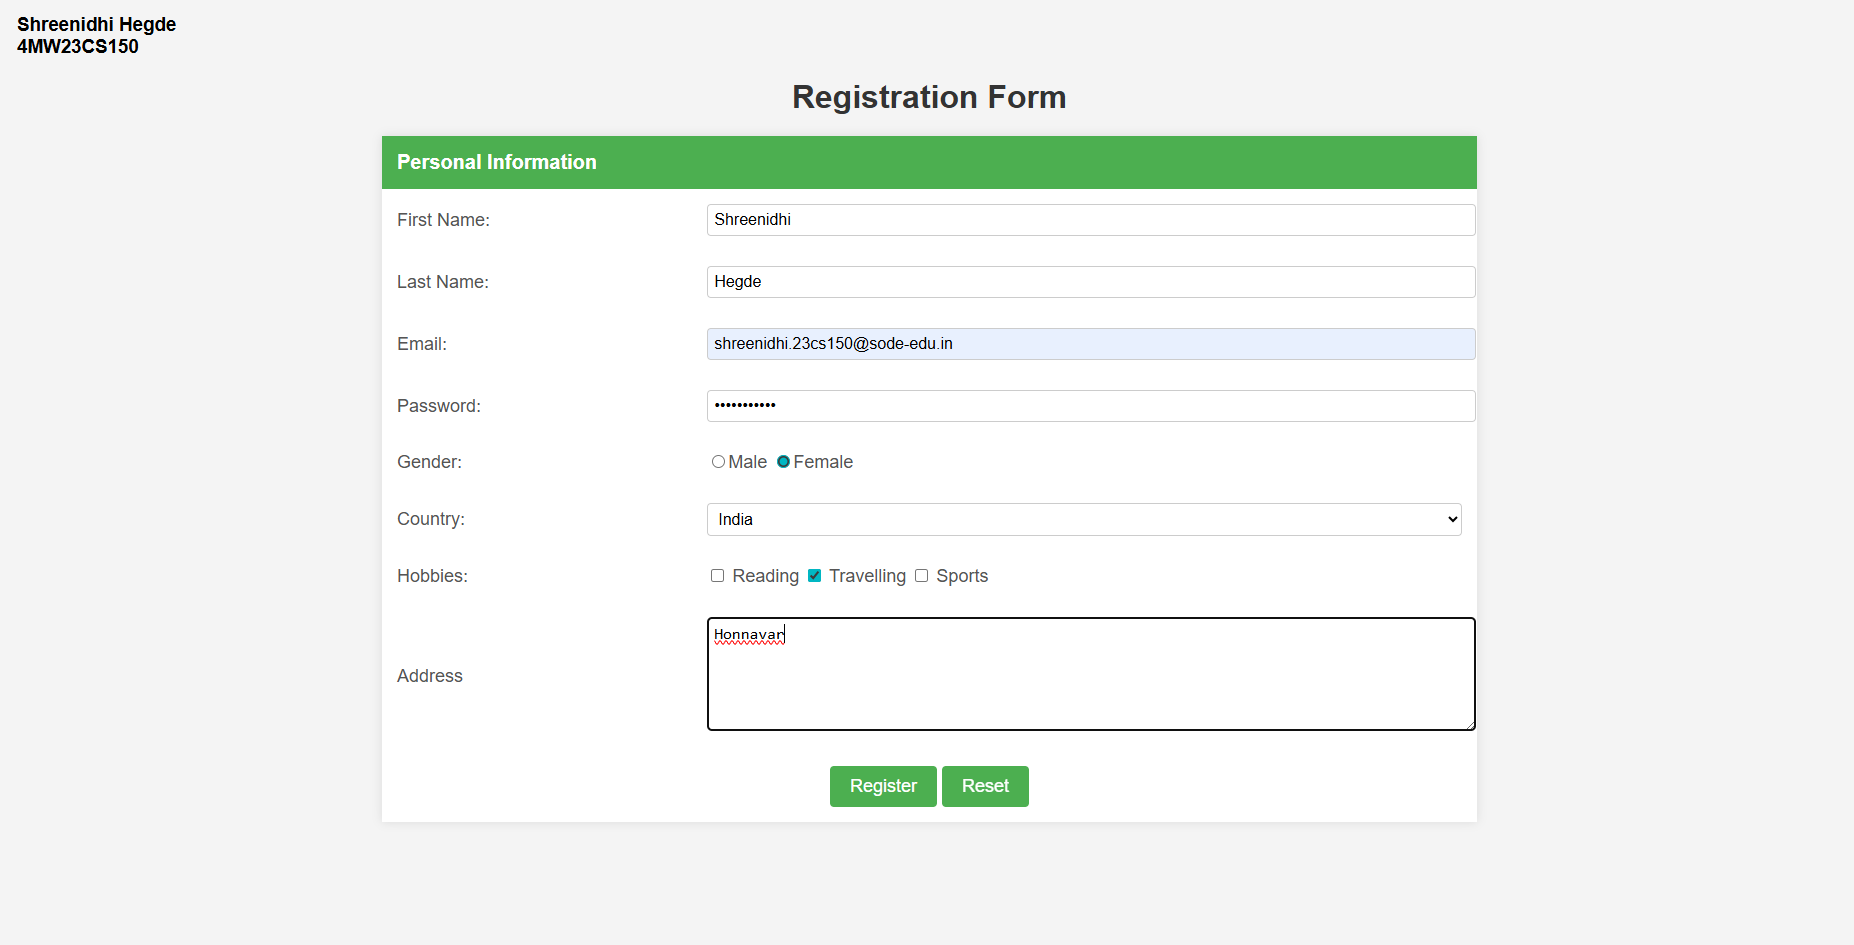 Shreenidhi Hegde
4MW23CS150
Registration Form
Personal Information
First Name: Shreenidhi
Last Name: Hegde
Email: shreenidhi.23cs150@sode-edu.in
Password: •••••••••••
Gender: Male Female
Country: India
Hobbies: Reading Travelling Sports
Address Honnavar
Register Reset